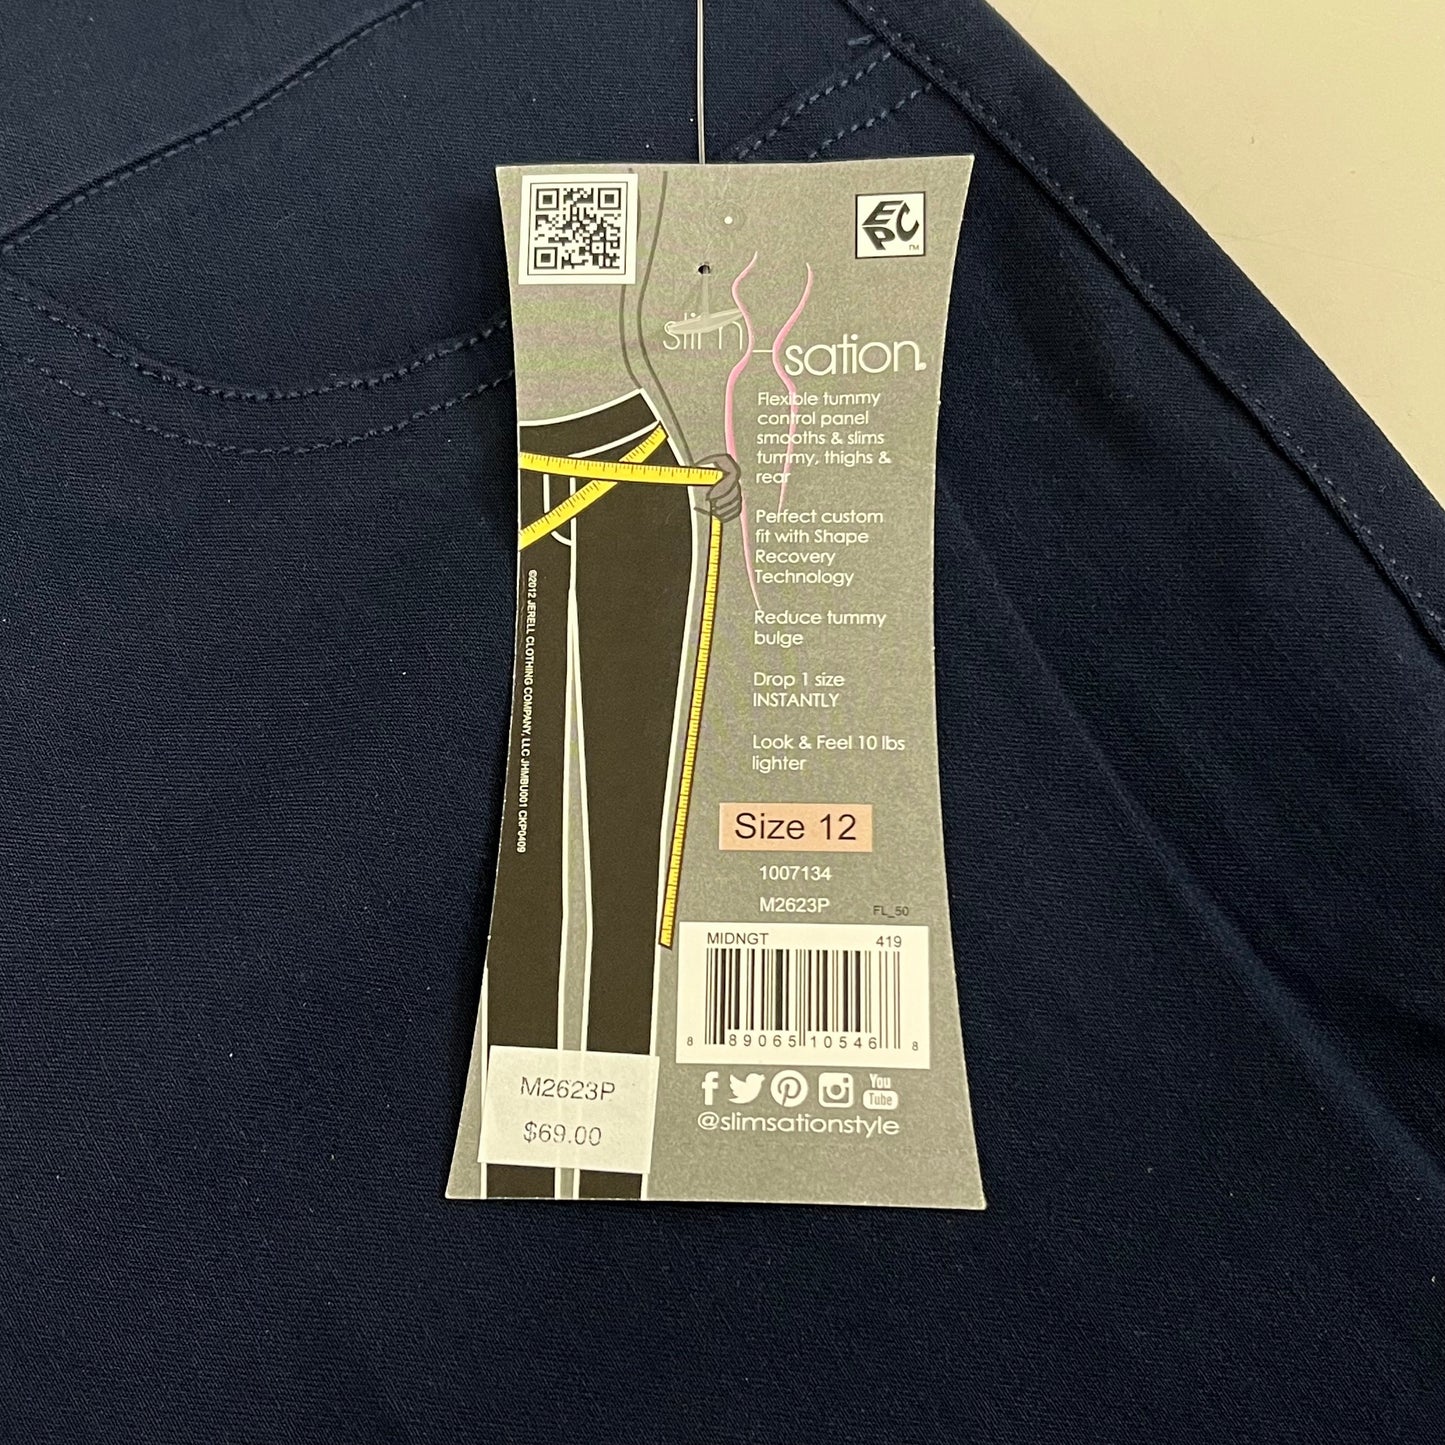 EPC
TM
slim-sation®
Flexible tummy
control panel
smooths & slims
tummy, thighs &
rear
Perfect custom
fit with Shape
Recovery
Technology
Reduce tummy
bulge
Drop 1 size
INSTANTLY
Look & Feel 10 lbs
lighter
©2012 JERELL CLOTHING COMPANY, LLC JHMBU001 CKP0409
Size 12
1007134
M2623P
FL_50
MIDNGT 419
8 89065 10546 8
f You Tube
@slimsationstyle
M2623P
$69.00